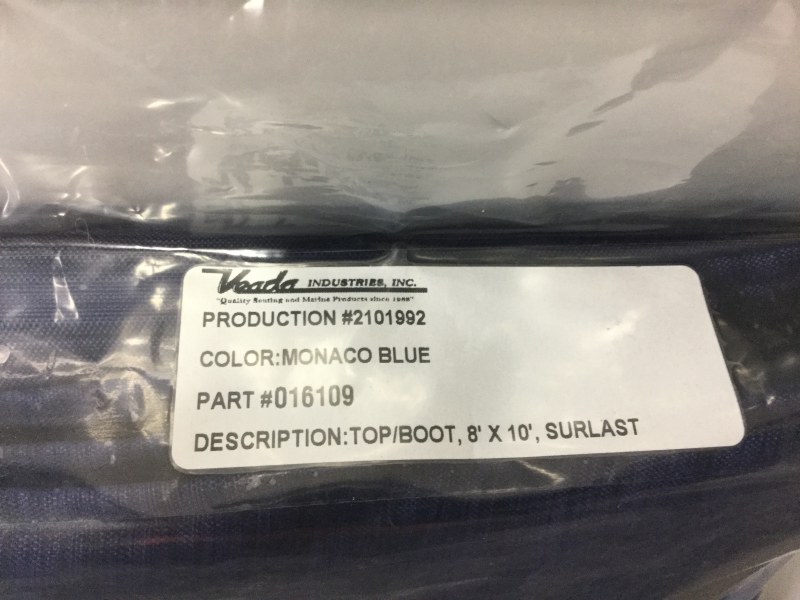 Veada INDUSTRIES, INC.
"Quality Seating and Marine Products since
PRODUCTION #2101992
COLOR:MONACO BLUE
PART #016109
DESCRIPTION:TOP/BOOT, 8' X 10', SURLAST